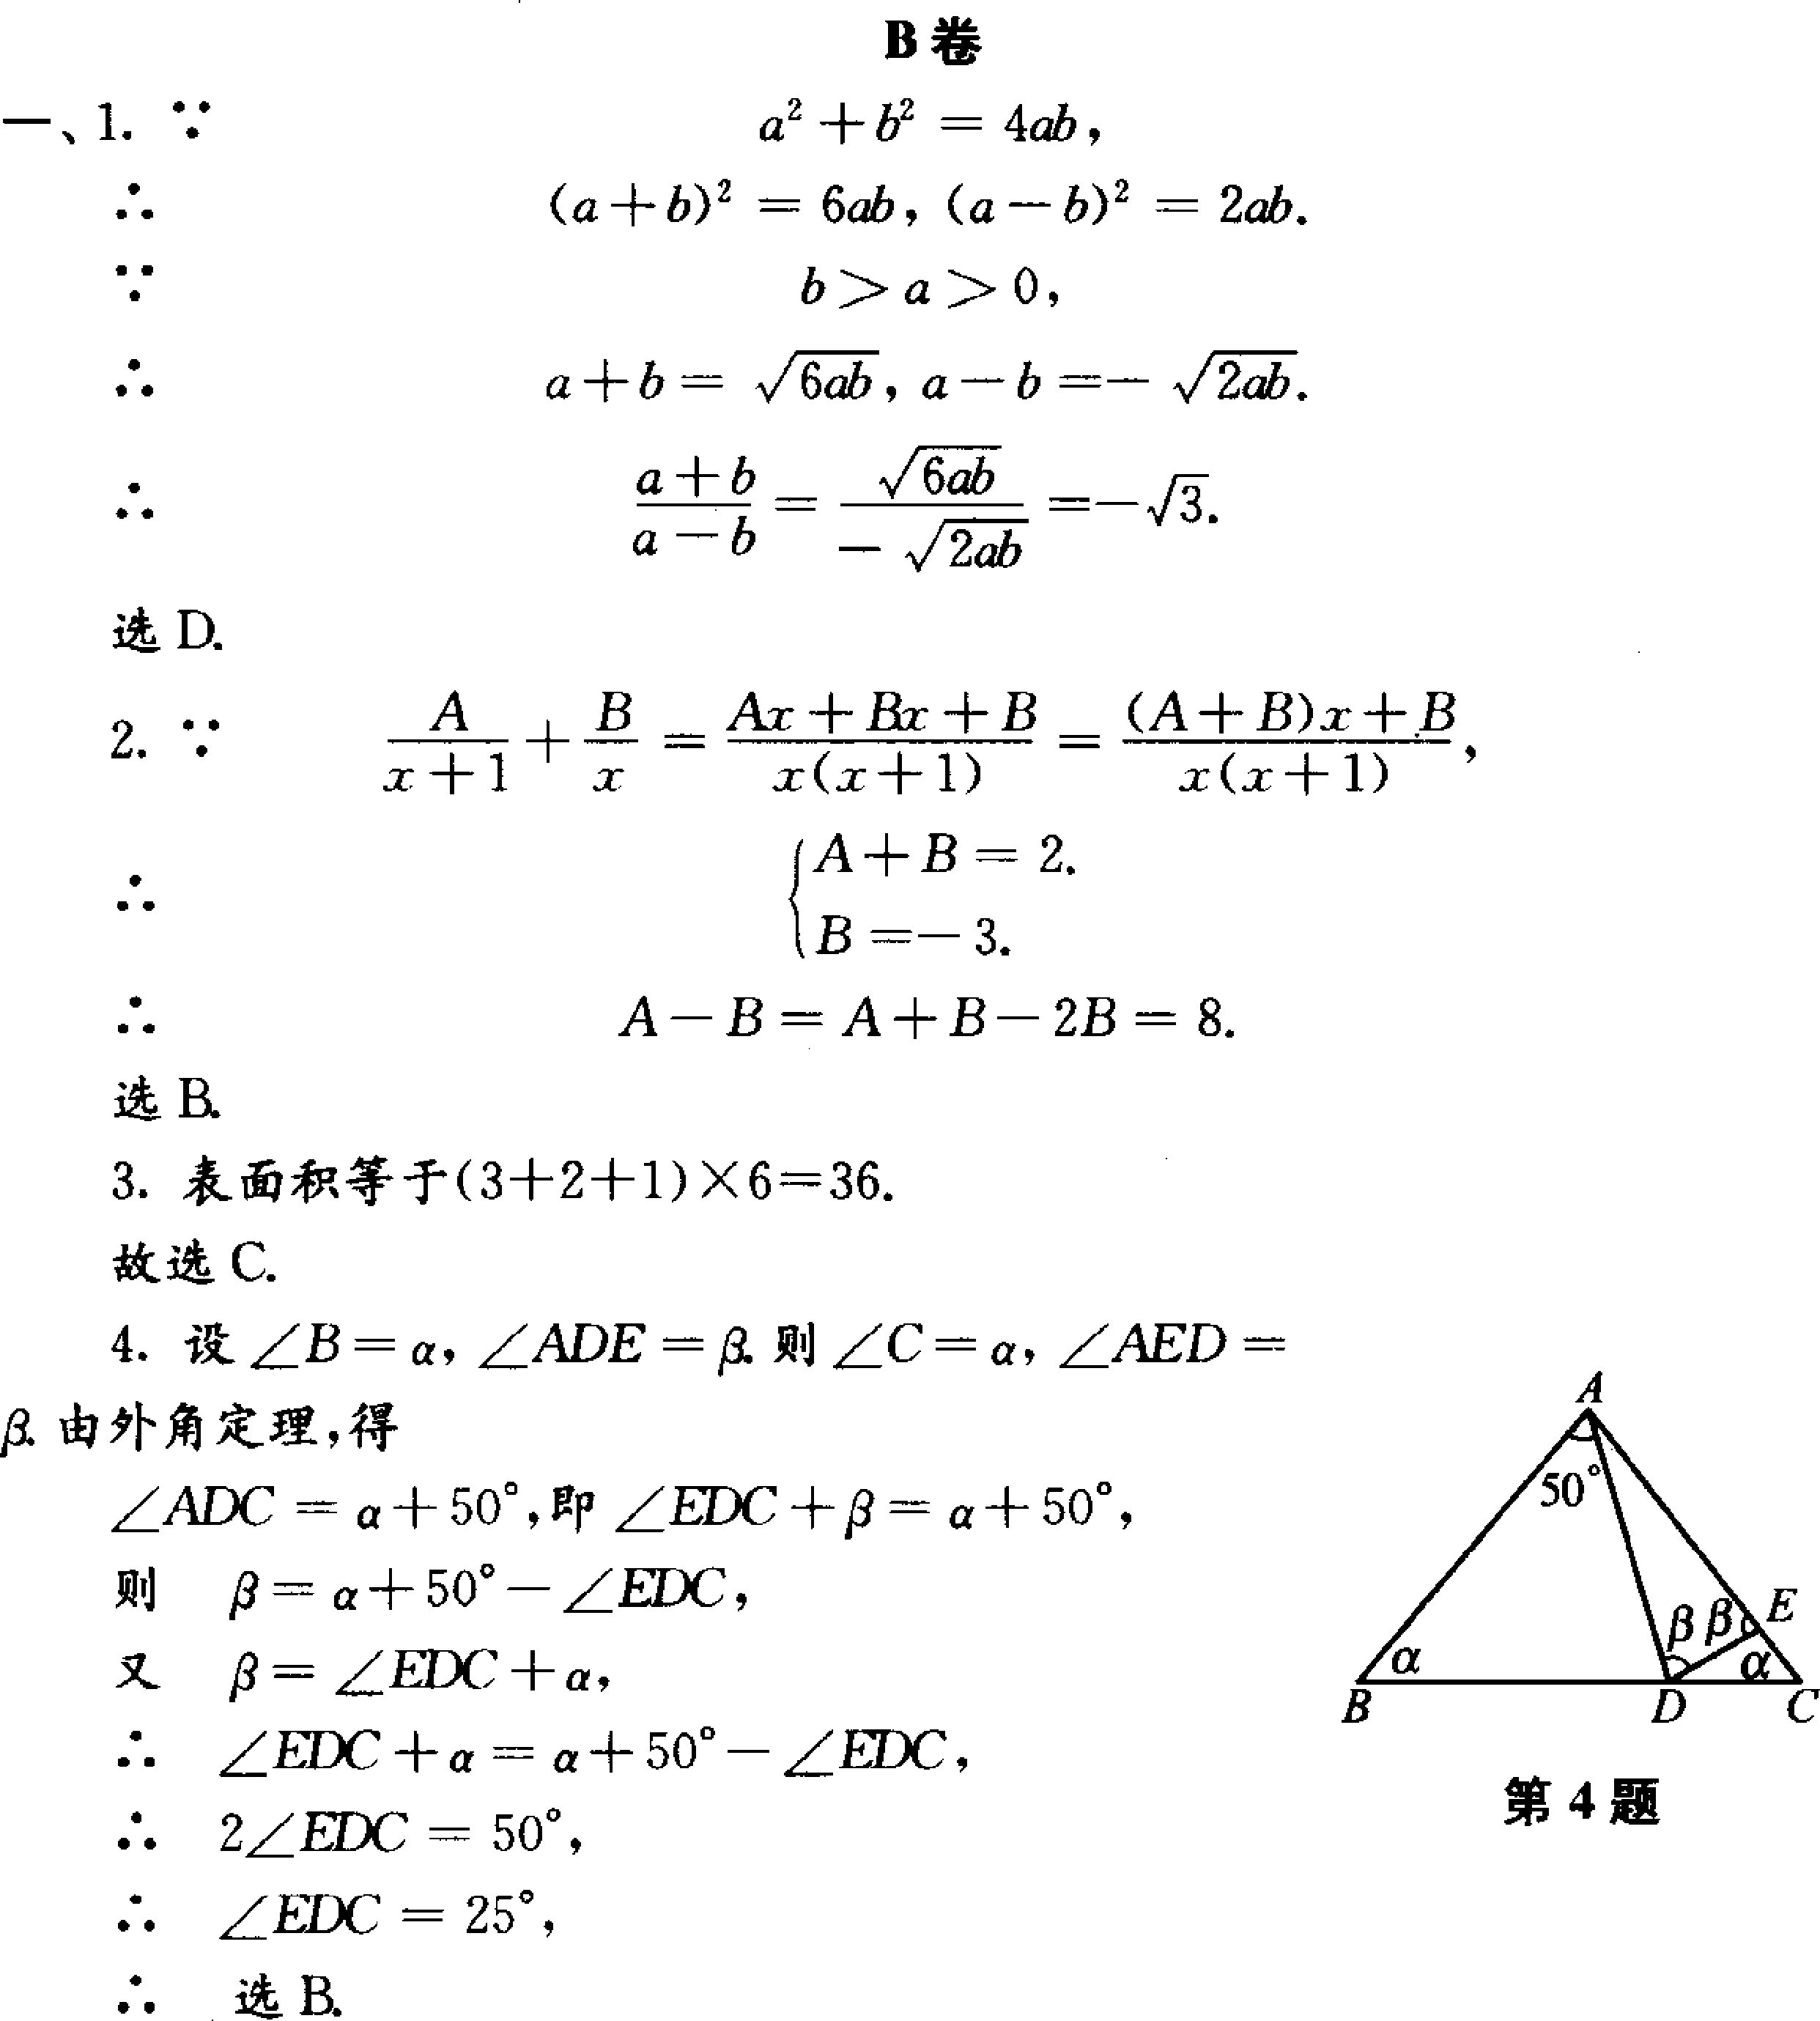 B 卷
一、1. ∵ a² + b² = 4ab,
∴ (a + b)² = 6ab, (a − b)² = 2ab.
∵ b > a > 0,
∴ a + b = √(6ab), a − b = − √(2ab).
∴ (a + b)/(a − b) = √(6ab)/(− √(2ab)) = −√3.
选 D.
2. ∵ A/(x + 1) + B/x = (Ax + Bx + B)/(x(x + 1)) = ((A + B)x + B)/(x(x + 1)),
∴ { A + B = 2.
B = − 3.
∴ A − B = A + B − 2B = 8.
选 B.
3. 表面积等于(3+2+1)×6=36.
故选 C.
4. 设 ∠B = α, ∠ADE = β. 则 ∠C = α, ∠AED =
β. 由外角定理,得
∠ADC = α + 50°,即 ∠EDC + β = α + 50°,
则 β = α + 50° − ∠EDC,
又 β = ∠EDC + α,
∴ ∠EDC + α = α + 50° − ∠EDC,
∴ 2∠EDC = 50°,
∴ ∠EDC = 25°,
∴ 选 B.
A
50°
β β E
α α
B D C
第 4 题